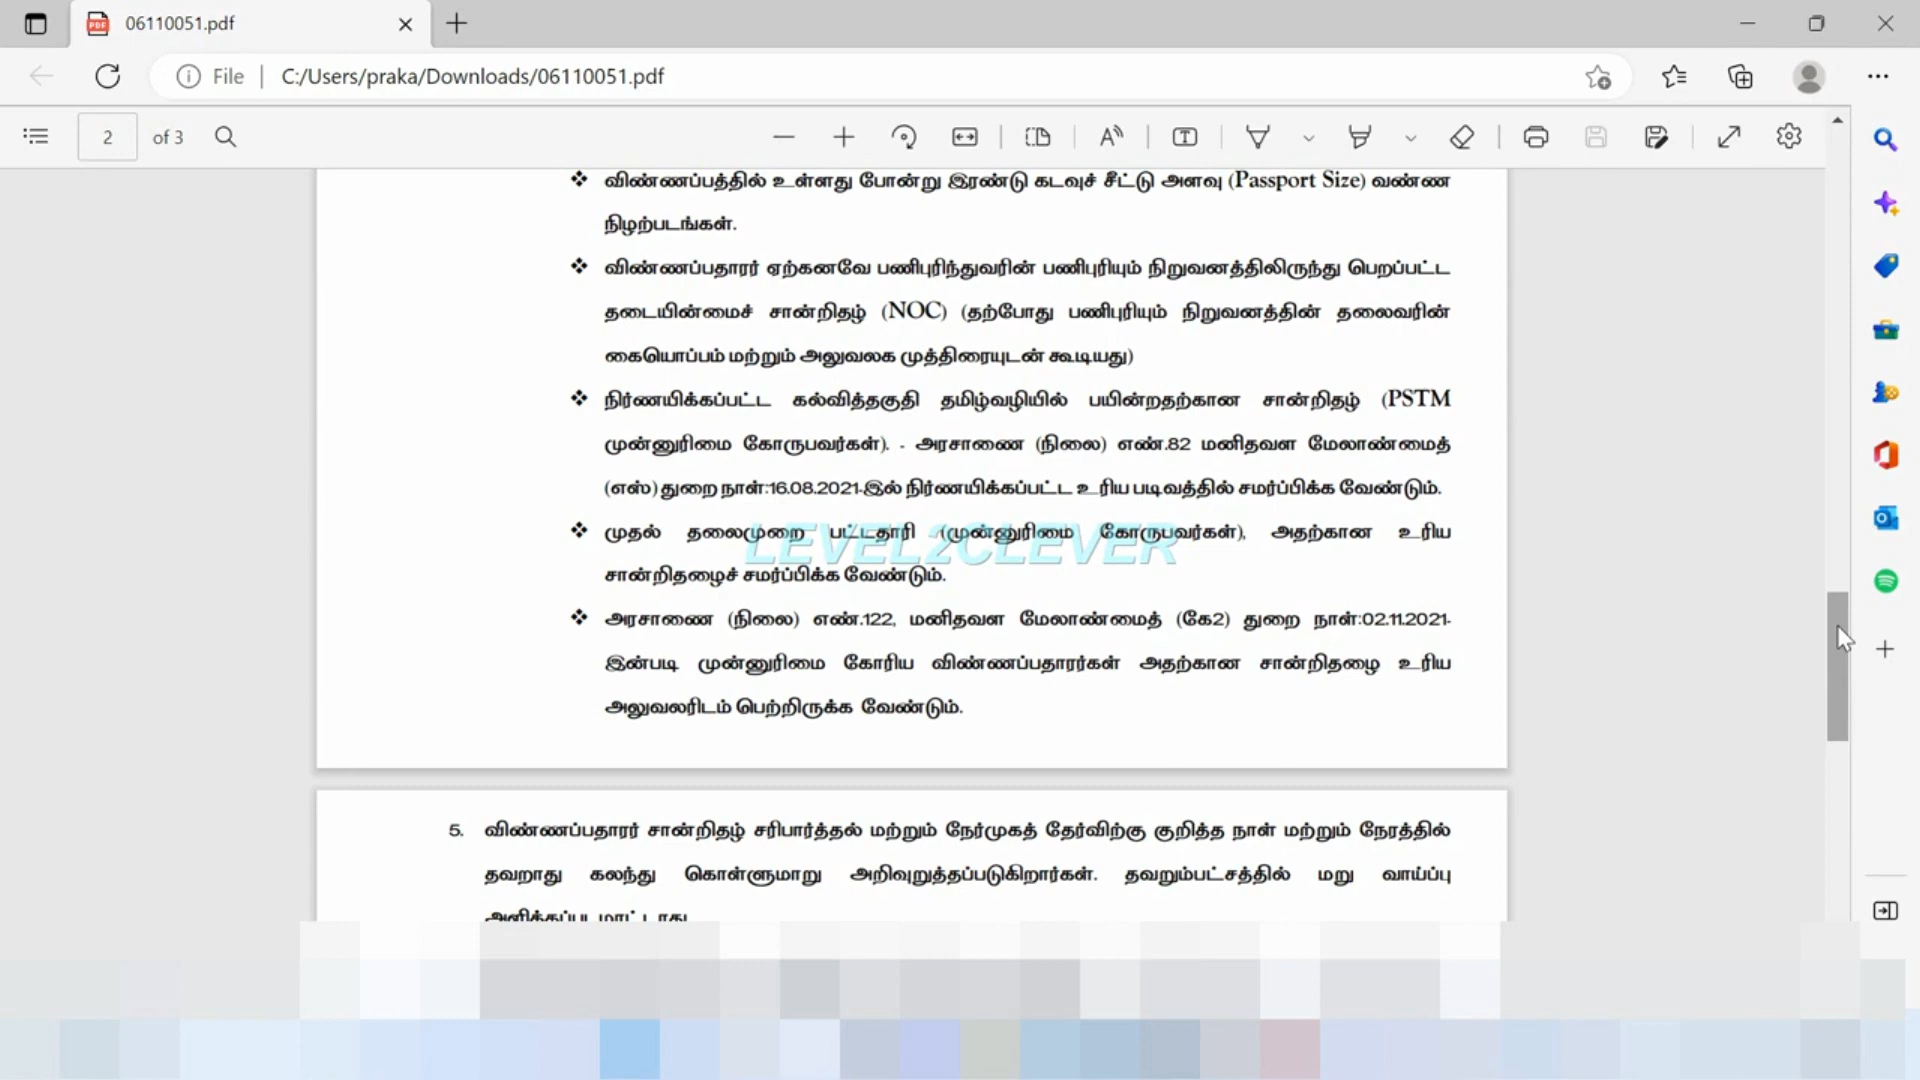 06110051.pdf
File
C:/Users/praka/Downloads/06110051.pdf
2 of 3
விண்ணப்பத்தில் உள்ளது போன்று இரண்டு கடவுச் சீட்டு அளவு (Passport Size) வண்ண
நிழற்படங்கள்.
விண்ணப்பதாரர் ஏற்கனவே பணிபுரிந்துவரின் பணிபுரியும் நிறுவனத்திலிருந்து பெறப்பட்ட
தடையின்மைச் சான்றிதழ் (NOC) (தற்போது பணிபுரியும் நிறுவனத்தின் தலைவரின்
கையொப்பம் மற்றும் அலுவலக முத்திரையுடன் கூடியது)
நிர்ணயிக்கப்பட்ட கல்வித்தகுதி தமிழ்வழியில் பயின்றதற்கான சான்றிதழ் (PSTM
முன்னுரிமை கோருபவர்கள்). - அரசாணை (நிலை) எண்.82 மனிதவள மேலாண்மைத்
(எஸ்) துறை நாள்:16.08.2021-இல் நிர்ணயிக்கப்பட்ட உரிய படிவத்தில் சமர்ப்பிக்க வேண்டும்.
முதல் தலைமுறை பட்டதாரி (முன்னுரிமை கோருபவர்கள்), அதற்கான உரிய
LEVEL2CLEVER
சான்றிதழைச் சமர்ப்பிக்க வேண்டும்.
அரசாணை (நிலை) எண்.122, மனிதவள மேலாண்மைத் (கே2) துறை நாள்:02.11.2021-
இன்படி முன்னுரிமை கோரிய விண்ணப்பதாரர்கள் அதற்கான சான்றிதழை உரிய
அலுவலரிடம் பெற்றிருக்க வேண்டும்.
5. விண்ணப்பதாரர் சான்றிதழ் சரிபார்த்தல் மற்றும் நேர்முகத் தேர்விற்கு குறித்த நாள் மற்றும் நேரத்தில்
தவறாது கலந்து கொள்ளுமாறு அறிவுறுத்தப்படுகிறார்கள். தவறும்பட்சத்தில் மறு வாய்ப்பு
அளிக்கப்படமாட்டாது